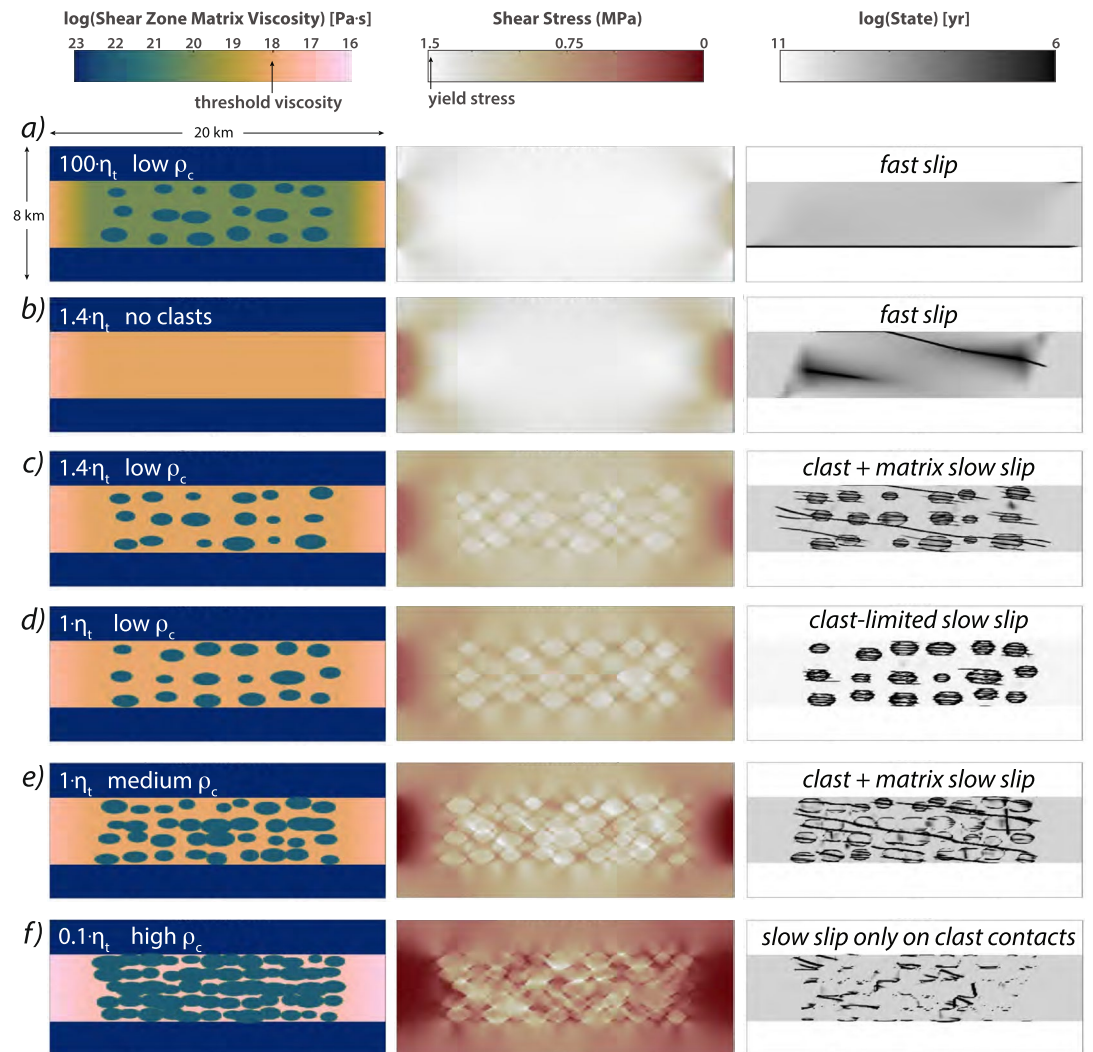 log(Shear Zone Matrix Viscosity) [Pa·s]
Shear Stress (MPa)
log(State) [yr]
23 22 21 20 19 18 17 16
1.5 0.75 0
11 6
threshold viscosity
yield stress
a)
20 km
8 km
100·ηt low ρc
fast slip
b)
1.4·ηt no clasts
fast slip
c)
1.4·ηt low ρc
clast + matrix slow slip
d)
1·ηt low ρc
clast-limited slow slip
e)
1·ηt medium ρc
clast + matrix slow slip
f)
0.1·ηt high ρc
slow slip only on clast contacts